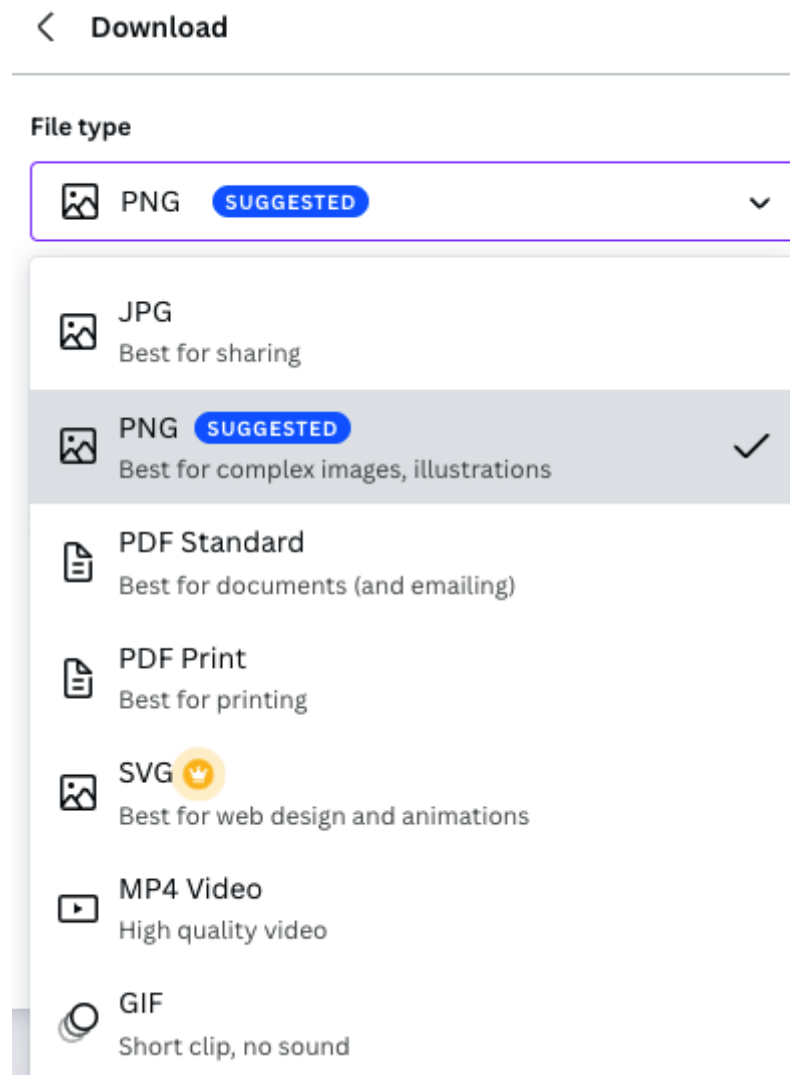 Download
File type
PNG SUGGESTED
JPG
Best for sharing
PNG SUGGESTED
Best for complex images, illustrations
PDF Standard
Best for documents (and emailing)
PDF Print
Best for printing
SVG
Best for web design and animations
MP4 Video
High quality video
GIF
Short clip, no sound